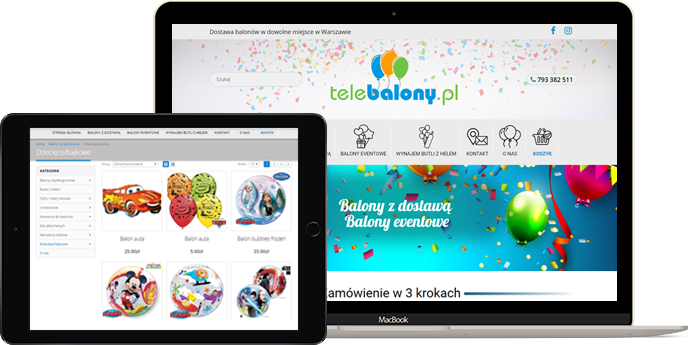 Dostawa balonów w dowolne miejsce w Warszawie
Szukaj
telebalony.pl
793 382 511
BALONY EVENTOWE
WYNAJEM BUTLI Z HELEM
KONTAKT
O NAS
KOSZYK
Balony z dostawą
Balony eventowe
amówienie w 3 krokach
MacBook
STRONA GŁÓWNA
BALONY Z DOSTAWĄ
BALONY EVENTOWE
WYNAJEM BUTLI Z HELEM
KONTAKT
O NAS
KOSZYK
Dziecięce/bajkowe
KATEGORIE
O nas
Balon auta
25.00zł
Balon auta
5.00zł
Balon bubbles frozen
35.00zł